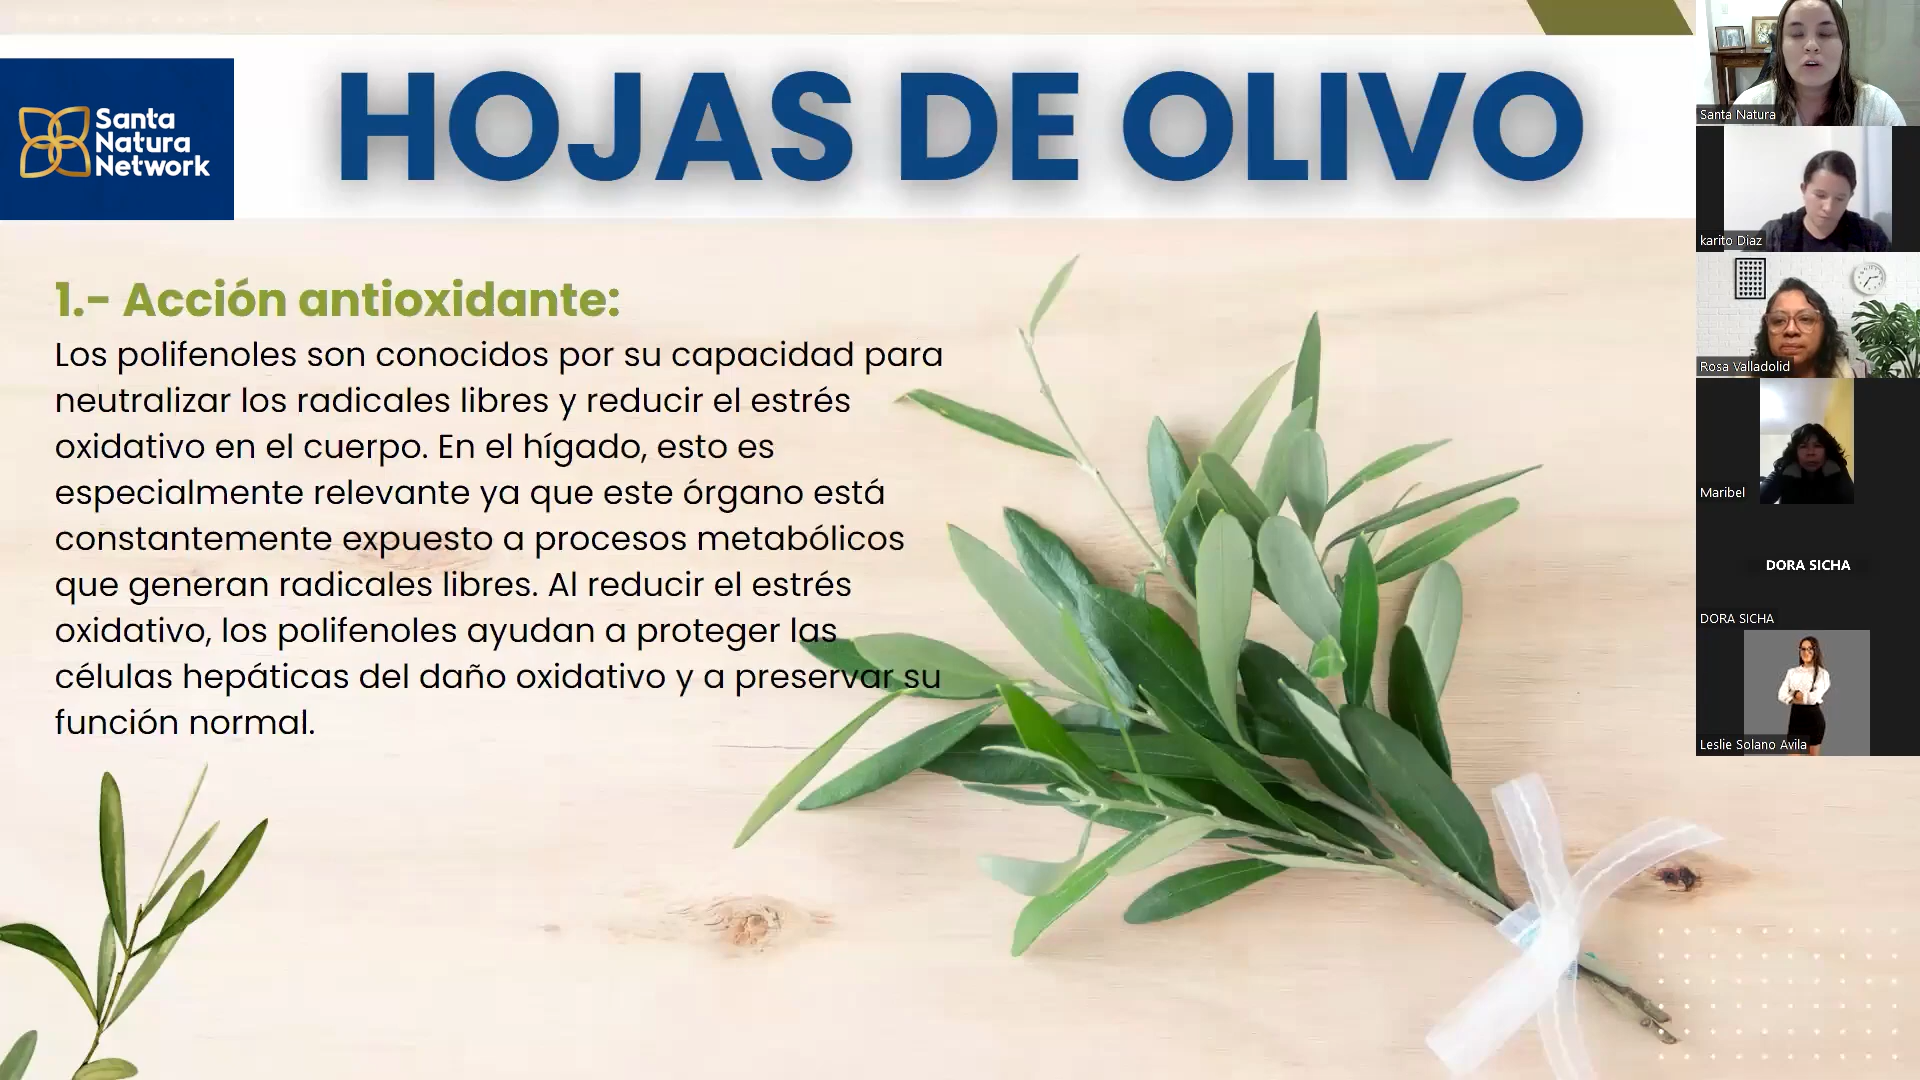 HOJAS DE OLIVO
Santa
Natura
Network
1.- Acción antioxidante:
Los polifenoles son conocidos por su capacidad para
neutralizar los radicales libres y reducir el estrés
oxidativo en el cuerpo. En el hígado, esto es
especialmente relevante ya que este órgano está
constantemente expuesto a procesos metabólicos
que generan radicales libres. Al reducir el estrés
oxidativo, los polifenoles ayudan a proteger las
células hepáticas del daño oxidativo y a preservar su
función normal.
Santa Natura
karito Diaz
Rosa Valladolid
Maribel
DORA SICHA
DORA SICHA
Leslie Solano Avila